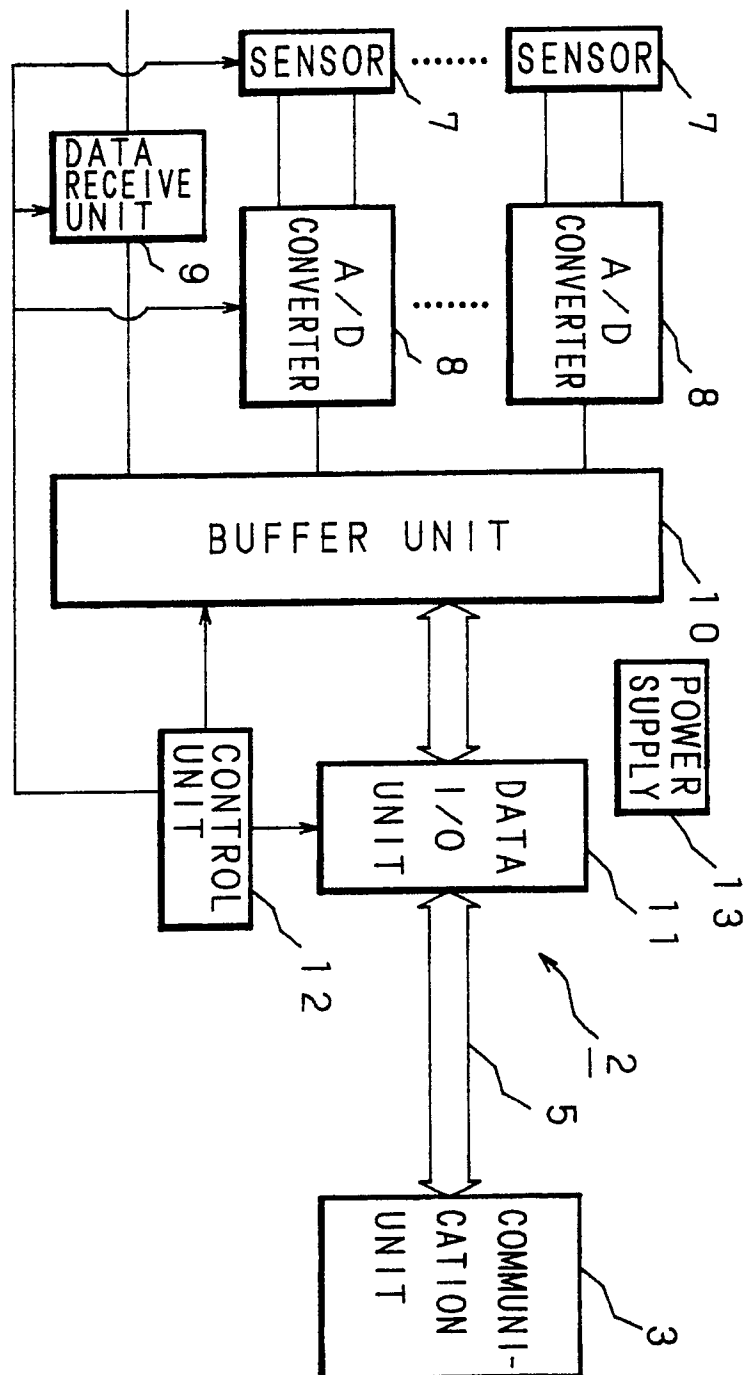 SENSOR
.......
SENSOR
7
7
DATA
RECEIVE
UNIT
9
A/D
CONVERTER
8
.......
A/D
CONVERTER
8
BUFFER UNIT
10
POWER
SUPPLY
13
CONTROL
UNIT
12
DATA
I/O
UNIT
11
2
5
COMMUNI-
CATION
UNIT
3